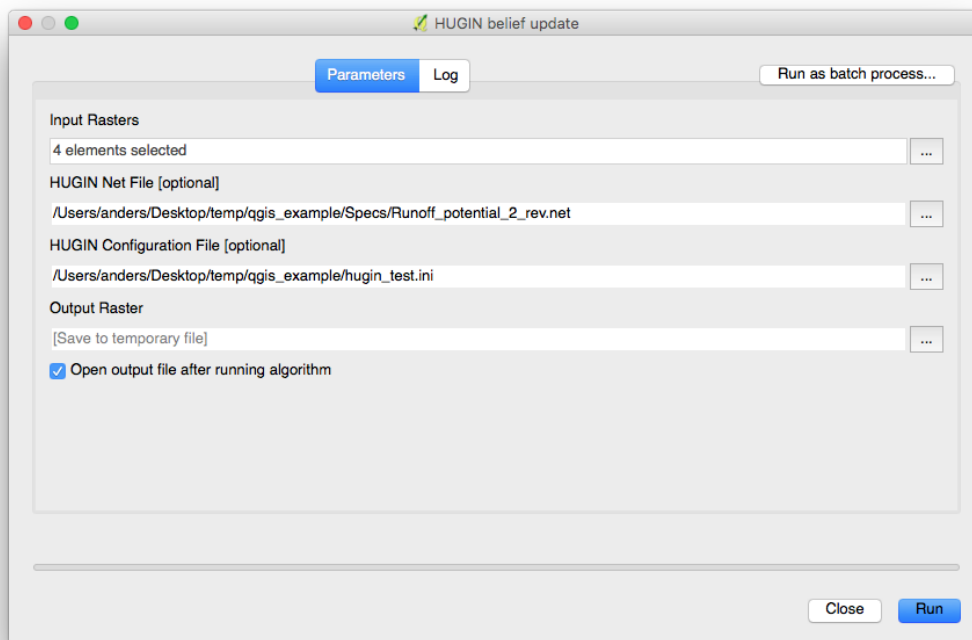 HUGIN belief update
Parameters Log Run as batch process...
Input Rasters
4 elements selected ...
HUGIN Net File [optional]
/Users/anders/Desktop/temp/qgis_example/Specs/Runoff_potential_2_rev.net ...
HUGIN Configuration File [optional]
/Users/anders/Desktop/temp/qgis_example/hugin_test.ini ...
Output Raster
[Save to temporary file] ...
Open output file after running algorithm
Close Run